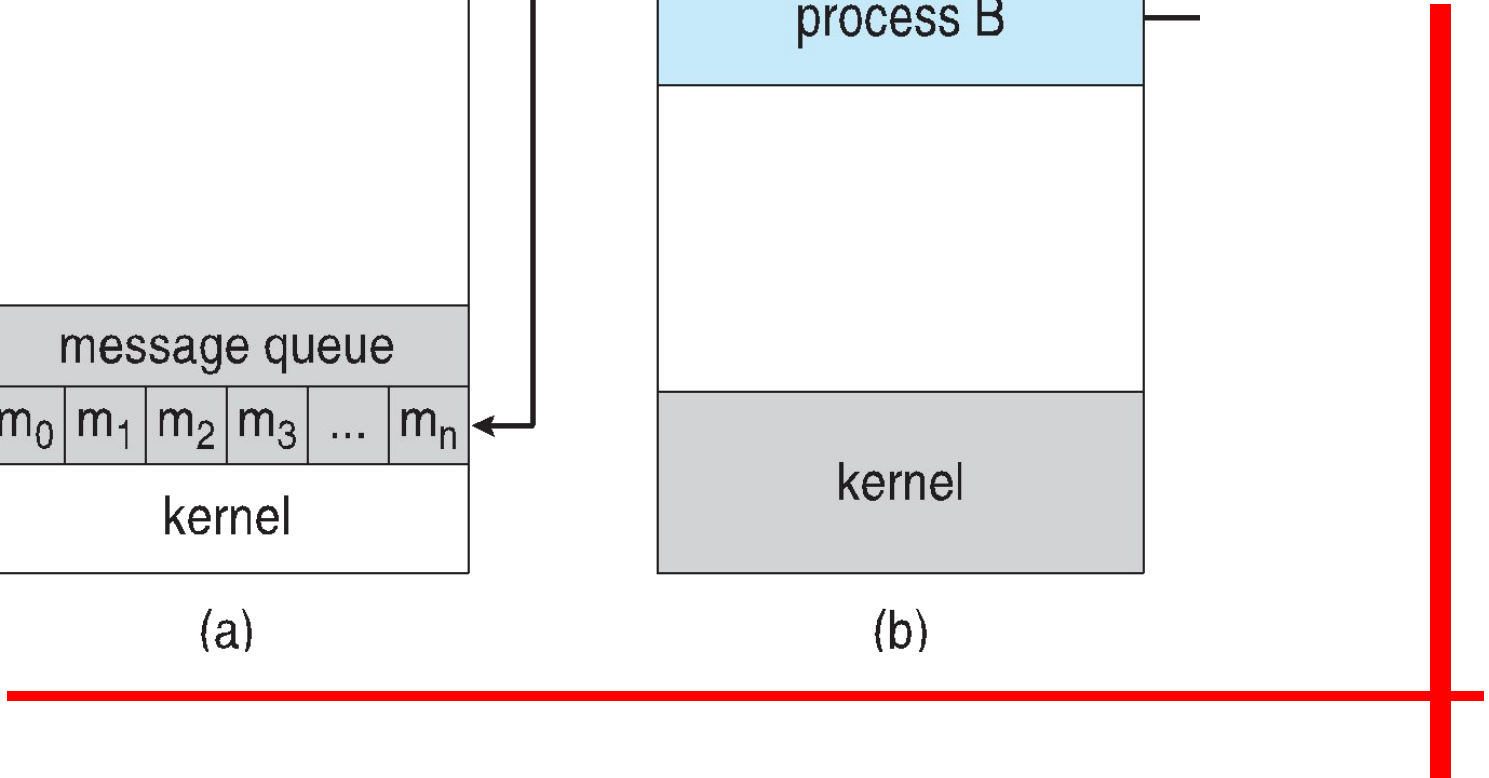 process B
message queue
m0 m1 m2 m3 ... mn
kernel
kernel
(a)
(b)